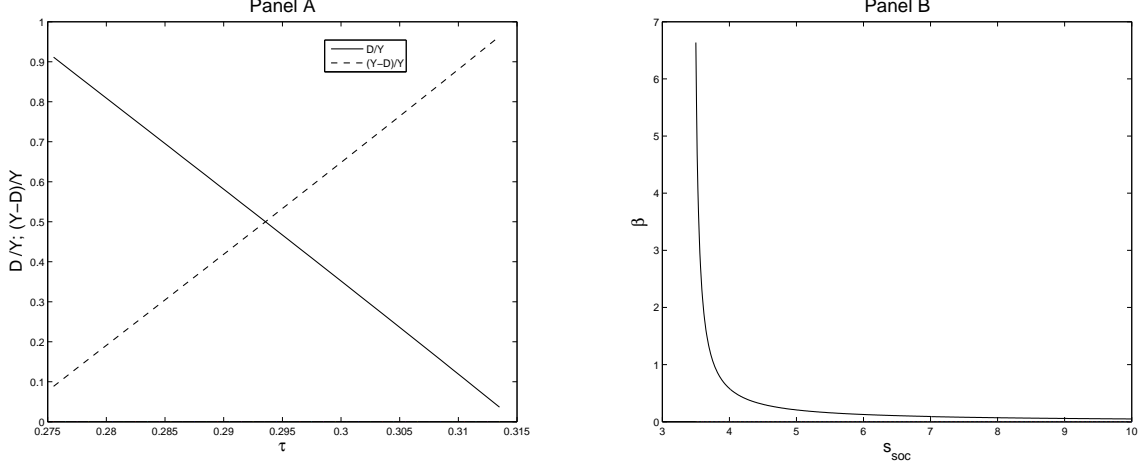 Panel A
1
0.9
0.8
0.7
0.6
0.5
0.4
0.3
0.2
0.1
0
D /Y; (Y−D)/Y
D/Y
(Y−D)/Y
0.275 0.28 0.285 0.29 0.295 0.3 0.305 0.31 0.315
τ
Panel B
7
6
5
4
3
2
1
0
β
3 4 5 6 7 8 9 10
s_soc